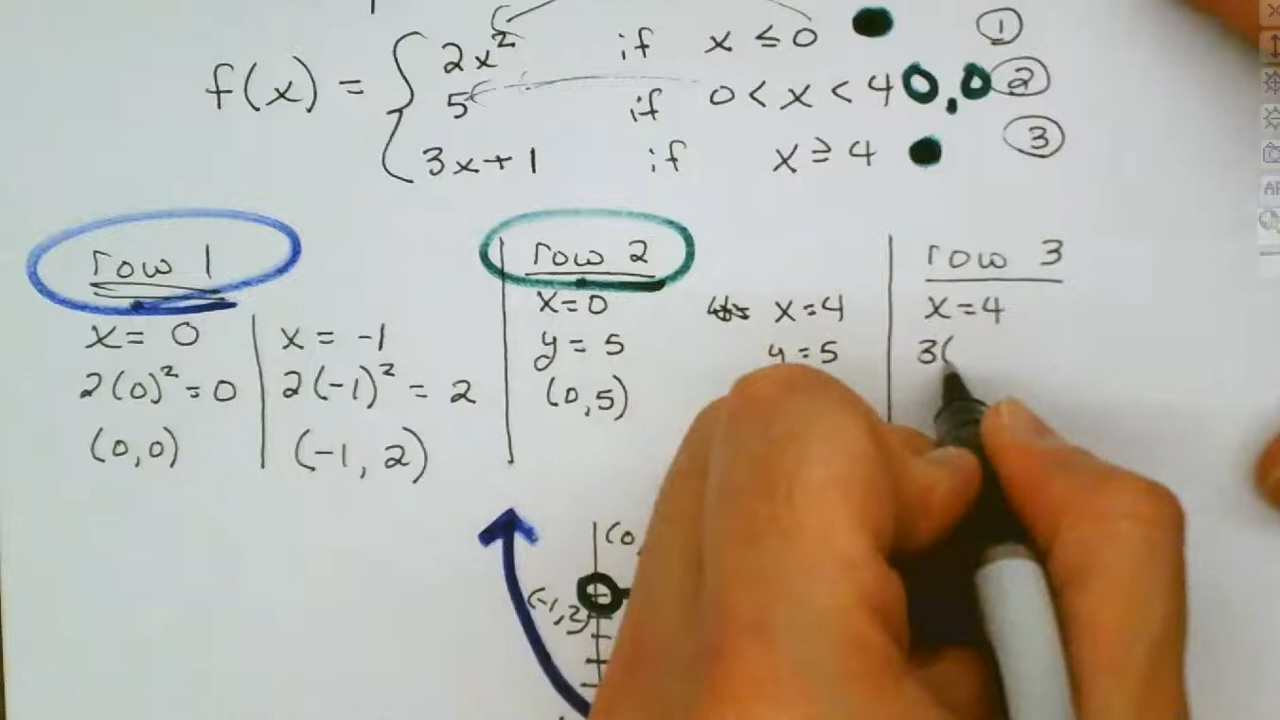 f(x) = { 2x² if x ≤ 0 ①
5 if 0 < x < 4 O,O ②
3x+1 if x ≥ 4 ③
row 1
x = 0
2(0)² = 0
(0,0)
x = -1
2(-1)² = 2
(-1, 2)
row 2
x=0
y = 5
(0,5)
x=4
y=5
row 3
x=4
3(
(0,
(-1,2)